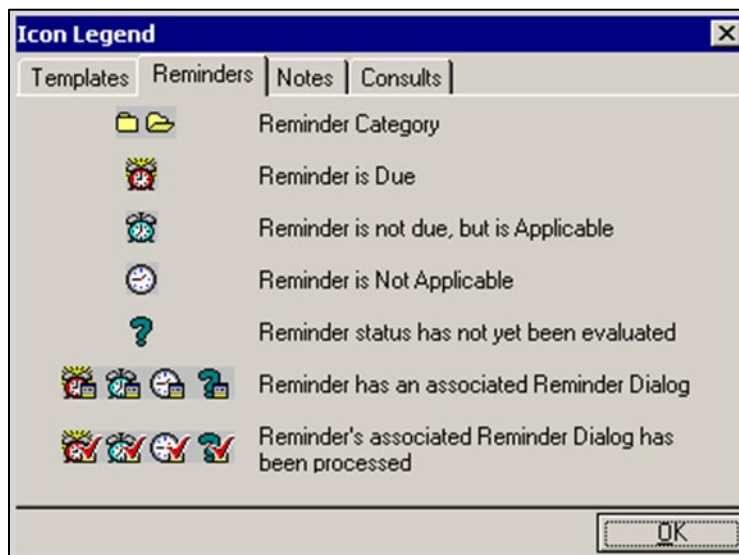 Icon Legend
Templates Reminders Notes Consults
Reminder Category
Reminder is Due
Reminder is not due, but is Applicable
Reminder is Not Applicable
Reminder status has not yet been evaluated
Reminder has an associated Reminder Dialog
Reminder's associated Reminder Dialog has
been processed
OK